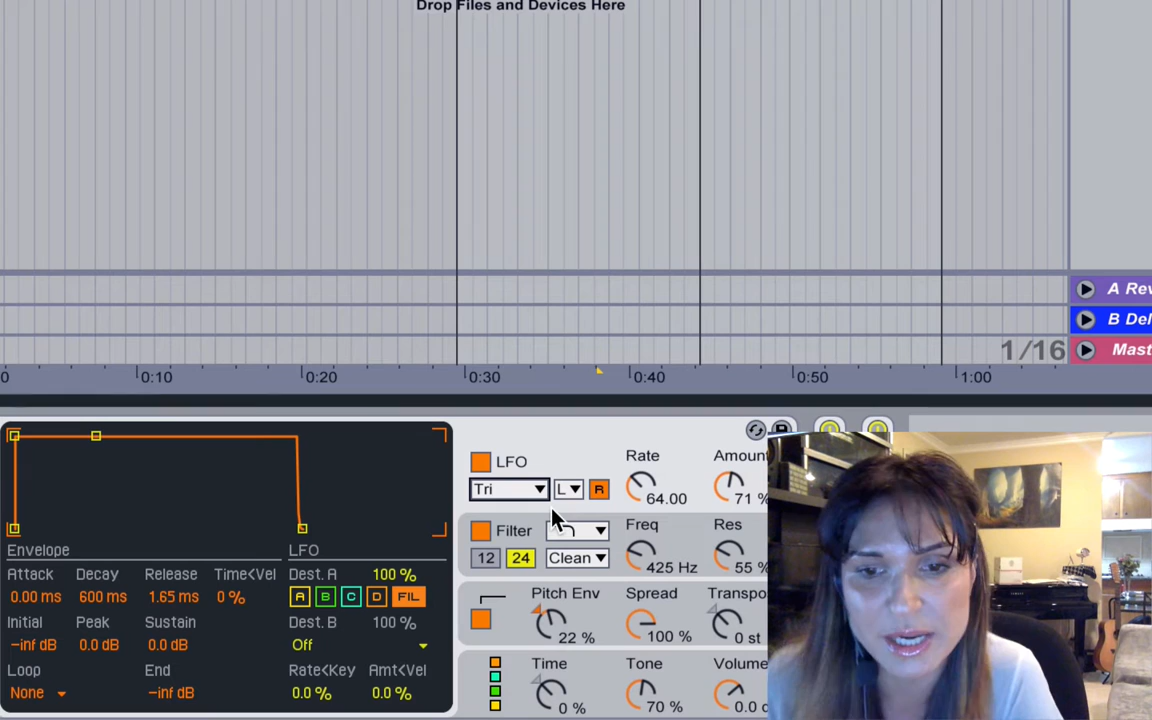 Drop Files and Devices Here
A Rev
B Del
1/16
Mast
0
0:10
0:20
0:30
0:40
0:50
1:00
LFO
Tri
L
R
Rate
64.00
Amount
71 %
Filter
12
24
Clean
Freq
425 Hz
Res
55 %
Pitch Env
22 %
Spread
100 %
Transpo
0 st
Time
0 %
Tone
70 %
Volume
0.0 d
Envelope
Attack Decay Release Time<Vel
0.00 ms 600 ms 1.65 ms 0 %
Initial Peak Sustain
-inf dB 0.0 dB 0.0 dB
Loop End
None -inf dB
LFO
Dest. A 100 %
A B C D FIL
Dest. B 100 %
Off
Rate<Key Amt<Vel
0.0 % 0.0 %